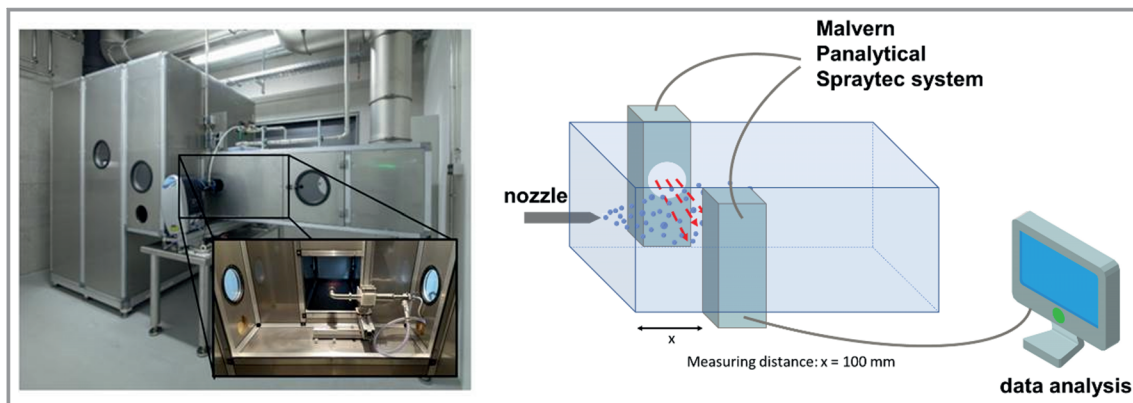 Malvern
Panalytical
Spraytec system
nozzle
x
Measuring distance: x = 100 mm
data analysis